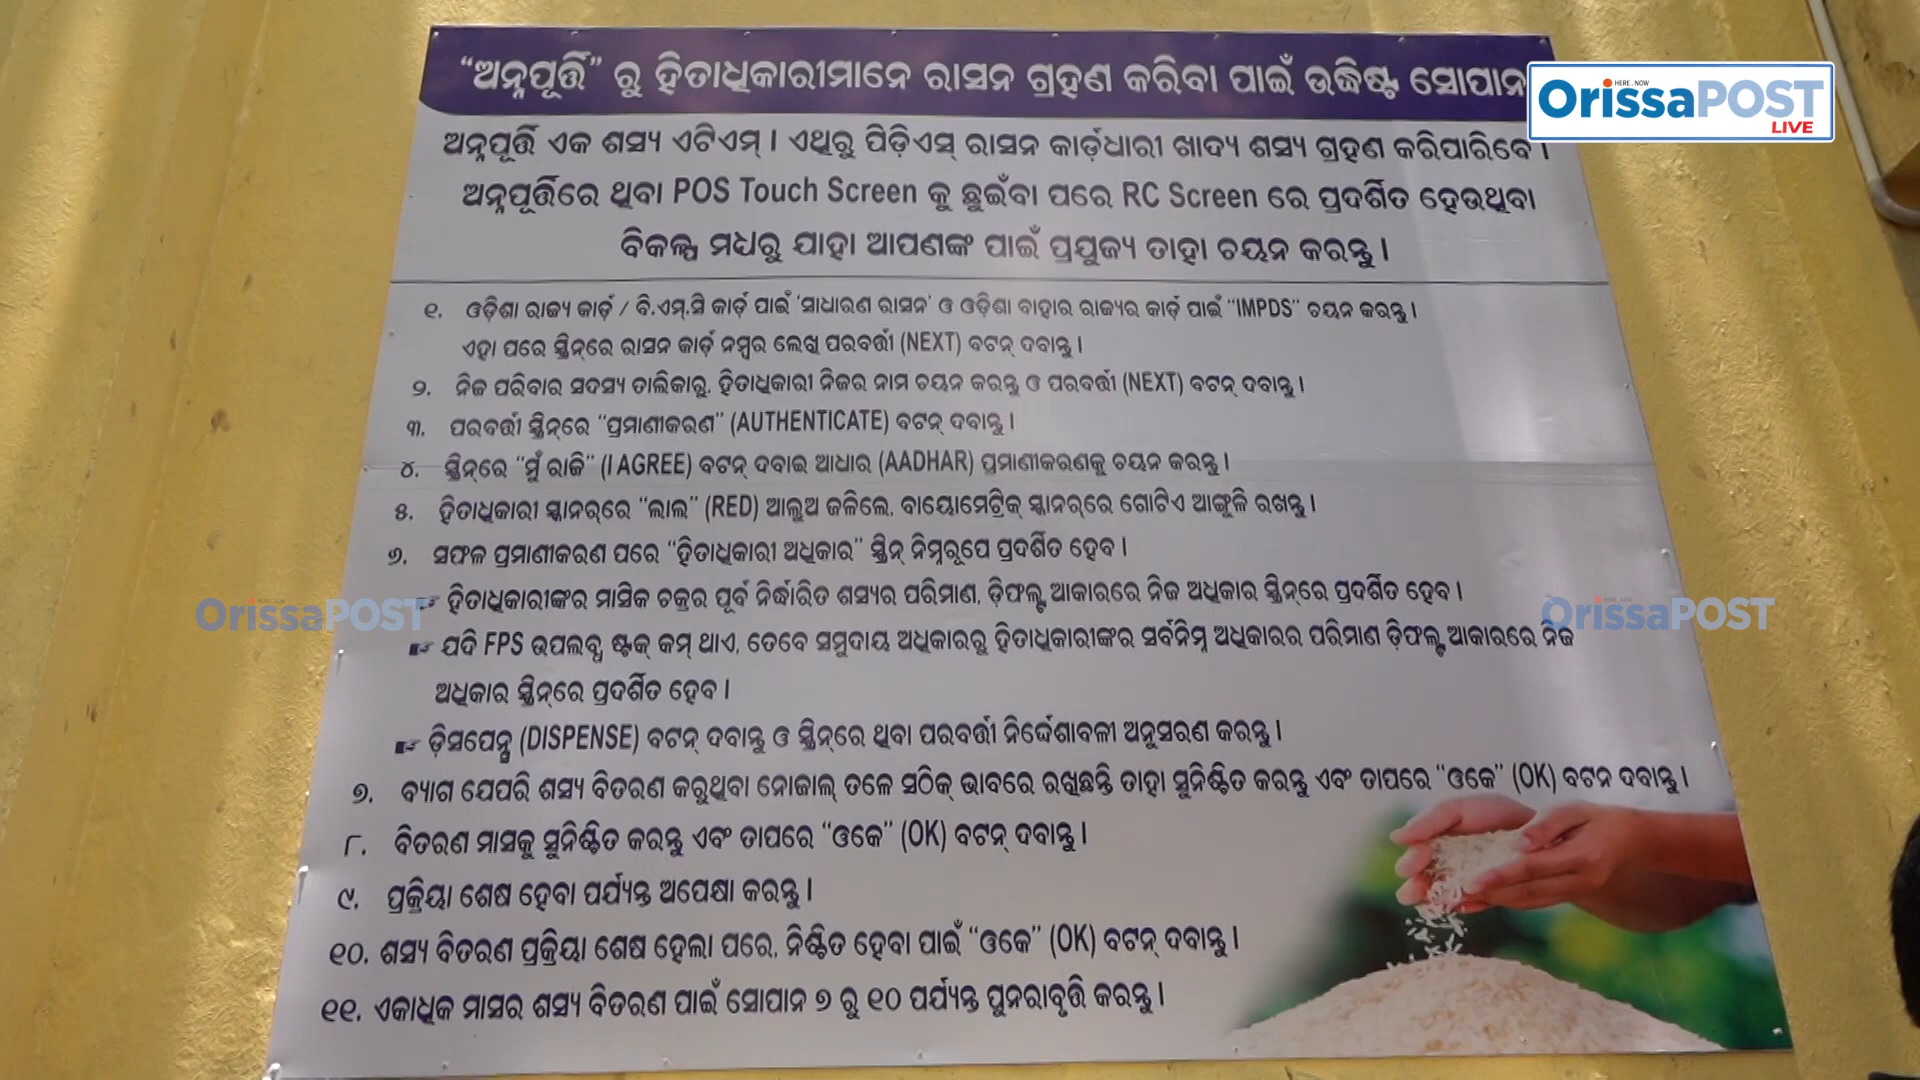 “ଅନ୍ନପୂର୍ତ୍ତି” ରୁ ହିତାଧିକାରୀମାନେ ରାସନ ଗ୍ରହଣ କରିବା ପାଇଁ ଉଦ୍ଧିଷ୍ଟ ସୋପାନ
HERE...NOW
OrissaPOST
LIVE
ଅନ୍ନପୂର୍ତ୍ତି ଏକ ଶସ୍ୟ ଏଟିଏମ୍ । ଏଥିରୁ ପିଡ଼ିଏସ୍ ରାସନ କାର୍ଡ଼ଧାରୀ ଖାଦ୍ୟ ଶସ୍ୟ ଗ୍ରହଣ କରିପାରିବେ ।
ଅନ୍ନପୂର୍ତ୍ତିରେ ଥିବା POS Touch Screen କୁ ଛୁଇଁବା ପରେ RC Screen ରେ ପ୍ରଦର୍ଶିତ ହେଉଥିବା
ବିକଳ୍ପ ମଧ୍ୟରୁ ଯାହା ଆପଣଙ୍କ ପାଇଁ ପ୍ରଯୁଜ୍ୟ ତାହା ଚୟନ କରନ୍ତୁ ।
୧. ଓଡ଼ିଶା ରାଜ୍ୟ କାର୍ଡ଼ / ବି.ଏମ୍.ସି କାର୍ଡ଼ ପାଇଁ ‘ସାଧାରଣ ରାସନ’ ଓ ଓଡ଼ିଶା ବାହାର ରାଜ୍ୟର କାର୍ଡ଼ ପାଇଁ “IMPDS” ଚୟନ କରନ୍ତୁ ।
ଏହା ପରେ ସ୍କ୍ରିନ୍‌ରେ ରାସନ କାର୍ଡ଼ ନମ୍ବର ଲେଖି ପରବର୍ତ୍ତୀ (NEXT) ବଟନ୍ ଦବାନ୍ତୁ ।
୨. ନିଜ ପରିବାର ସଦସ୍ୟ ତାଲିକାରୁ, ହିତାଧିକାରୀ ନିଜର ନାମ ଚୟନ କରନ୍ତୁ ଓ ପରବର୍ତ୍ତୀ (NEXT) ବଟନ୍ ଦବାନ୍ତୁ ।
୩. ପରବର୍ତ୍ତୀ ସ୍କ୍ରିନ୍‌ରେ “ପ୍ରମାଣୀକରଣ” (AUTHENTICATE) ବଟନ୍ ଦବାନ୍ତୁ ।
୪. ସ୍କ୍ରିନ୍‌ରେ “ମୁଁ ରାଜି” (I AGREE) ବଟନ୍ ଦବାଇ ଆଧାର (AADHAR) ପ୍ରମାଣୀକରଣକୁ ଚୟନ କରନ୍ତୁ ।
୫. ହିତାଧିକାରୀ ସ୍କାନର୍‌ରେ “ଲାଲ” (RED) ଆଲୁଅ ଜଳିଲେ, ବାୟୋମେଟ୍ରିକ୍ ସ୍କାନର୍‌ରେ ଗୋଟିଏ ଆଙ୍ଗୁଳି ରଖନ୍ତୁ ।
୬. ସଫଳ ପ୍ରମାଣୀକରଣ ପରେ “ହିତାଧିକାରୀ ଅଧିକାର” ସ୍କ୍ରିନ୍ ନିମ୍ନରୂପେ ପ୍ରଦର୍ଶିତ ହେବ ।
☞ ହିତାଧିକାରୀଙ୍କର ମାସିକ ଚକ୍ରର ପୂର୍ବ ନିର୍ଦ୍ଧାରିତ ଶସ୍ୟର ପରିମାଣ, ଡ଼ିଫଲ୍ଟ ଆକାରରେ ନିଜ ଅଧିକାର ସ୍କ୍ରିନ୍‌ରେ ପ୍ରଦର୍ଶିତ ହେବ ।
OrissaPOST
OrissaPOST
☞ ଯଦି FPS ଉପଲବ୍ଧ ଷ୍ଟକ୍ କମ୍ ଥାଏ, ତେବେ ସମୁଦାୟ ଅଧିକାରରୁ ହିତାଧିକାରୀଙ୍କର ସର୍ବନିମ୍ନ ଅଧିକାରର ପରିମାଣ ଡ଼ିଫଲ୍ଟ ଆକାରରେ ନିଜ
ଅଧିକାର ସ୍କ୍ରିନ୍‌ରେ ପ୍ରଦର୍ଶିତ ହେବ ।
☞ ଡ଼ିସପେନ୍ସ (DISPENSE) ବଟନ୍ ଦବାନ୍ତୁ ଓ ସ୍କ୍ରିନ୍‌ରେ ଥିବା ପରବର୍ତ୍ତୀ ନିର୍ଦ୍ଦେଶାବଳୀ ଅନୁସରଣ କରନ୍ତୁ ।
୭. ବ୍ୟାଗ ଯେପରି ଶସ୍ୟ ବିତରଣ କରୁଥିବା ନୋଜାଲ୍ ତଳେ ସଠିକ୍ ଭାବରେ ରଖିଛନ୍ତି ତାହା ସୁନିଶ୍ଚିତ କରନ୍ତୁ ଏବଂ ତାପରେ “ଓକେ” (OK) ବଟନ ଦବାନ୍ତୁ ।
୮. ବିତରଣ ମାସକୁ ସୁନିଶ୍ଚିତ କରନ୍ତୁ ଏବଂ ତାପରେ “ଓକେ” (OK) ବଟନ୍ ଦବାନ୍ତୁ ।
୯. ପ୍ରକ୍ରିୟା ଶେଷ ହେବା ପର୍ଯ୍ୟନ୍ତ ଅପେକ୍ଷା କରନ୍ତୁ ।
୧୦. ଶସ୍ୟ ବିତରଣ ପ୍ରକ୍ରିୟା ଶେଷ ହେଲା ପରେ, ନିଶ୍ଚିତ ହେବା ପାଇଁ “ଓକେ” (OK) ବଟନ୍ ଦବାନ୍ତୁ ।
୧୧. ଏକାଧିକ ମାସର ଶସ୍ୟ ବିତରଣ ପାଇଁ ସୋପାନ ୭ ରୁ ୧୦ ପର୍ଯ୍ୟନ୍ତ ପୁନରାବୃତ୍ତି କରନ୍ତୁ ।